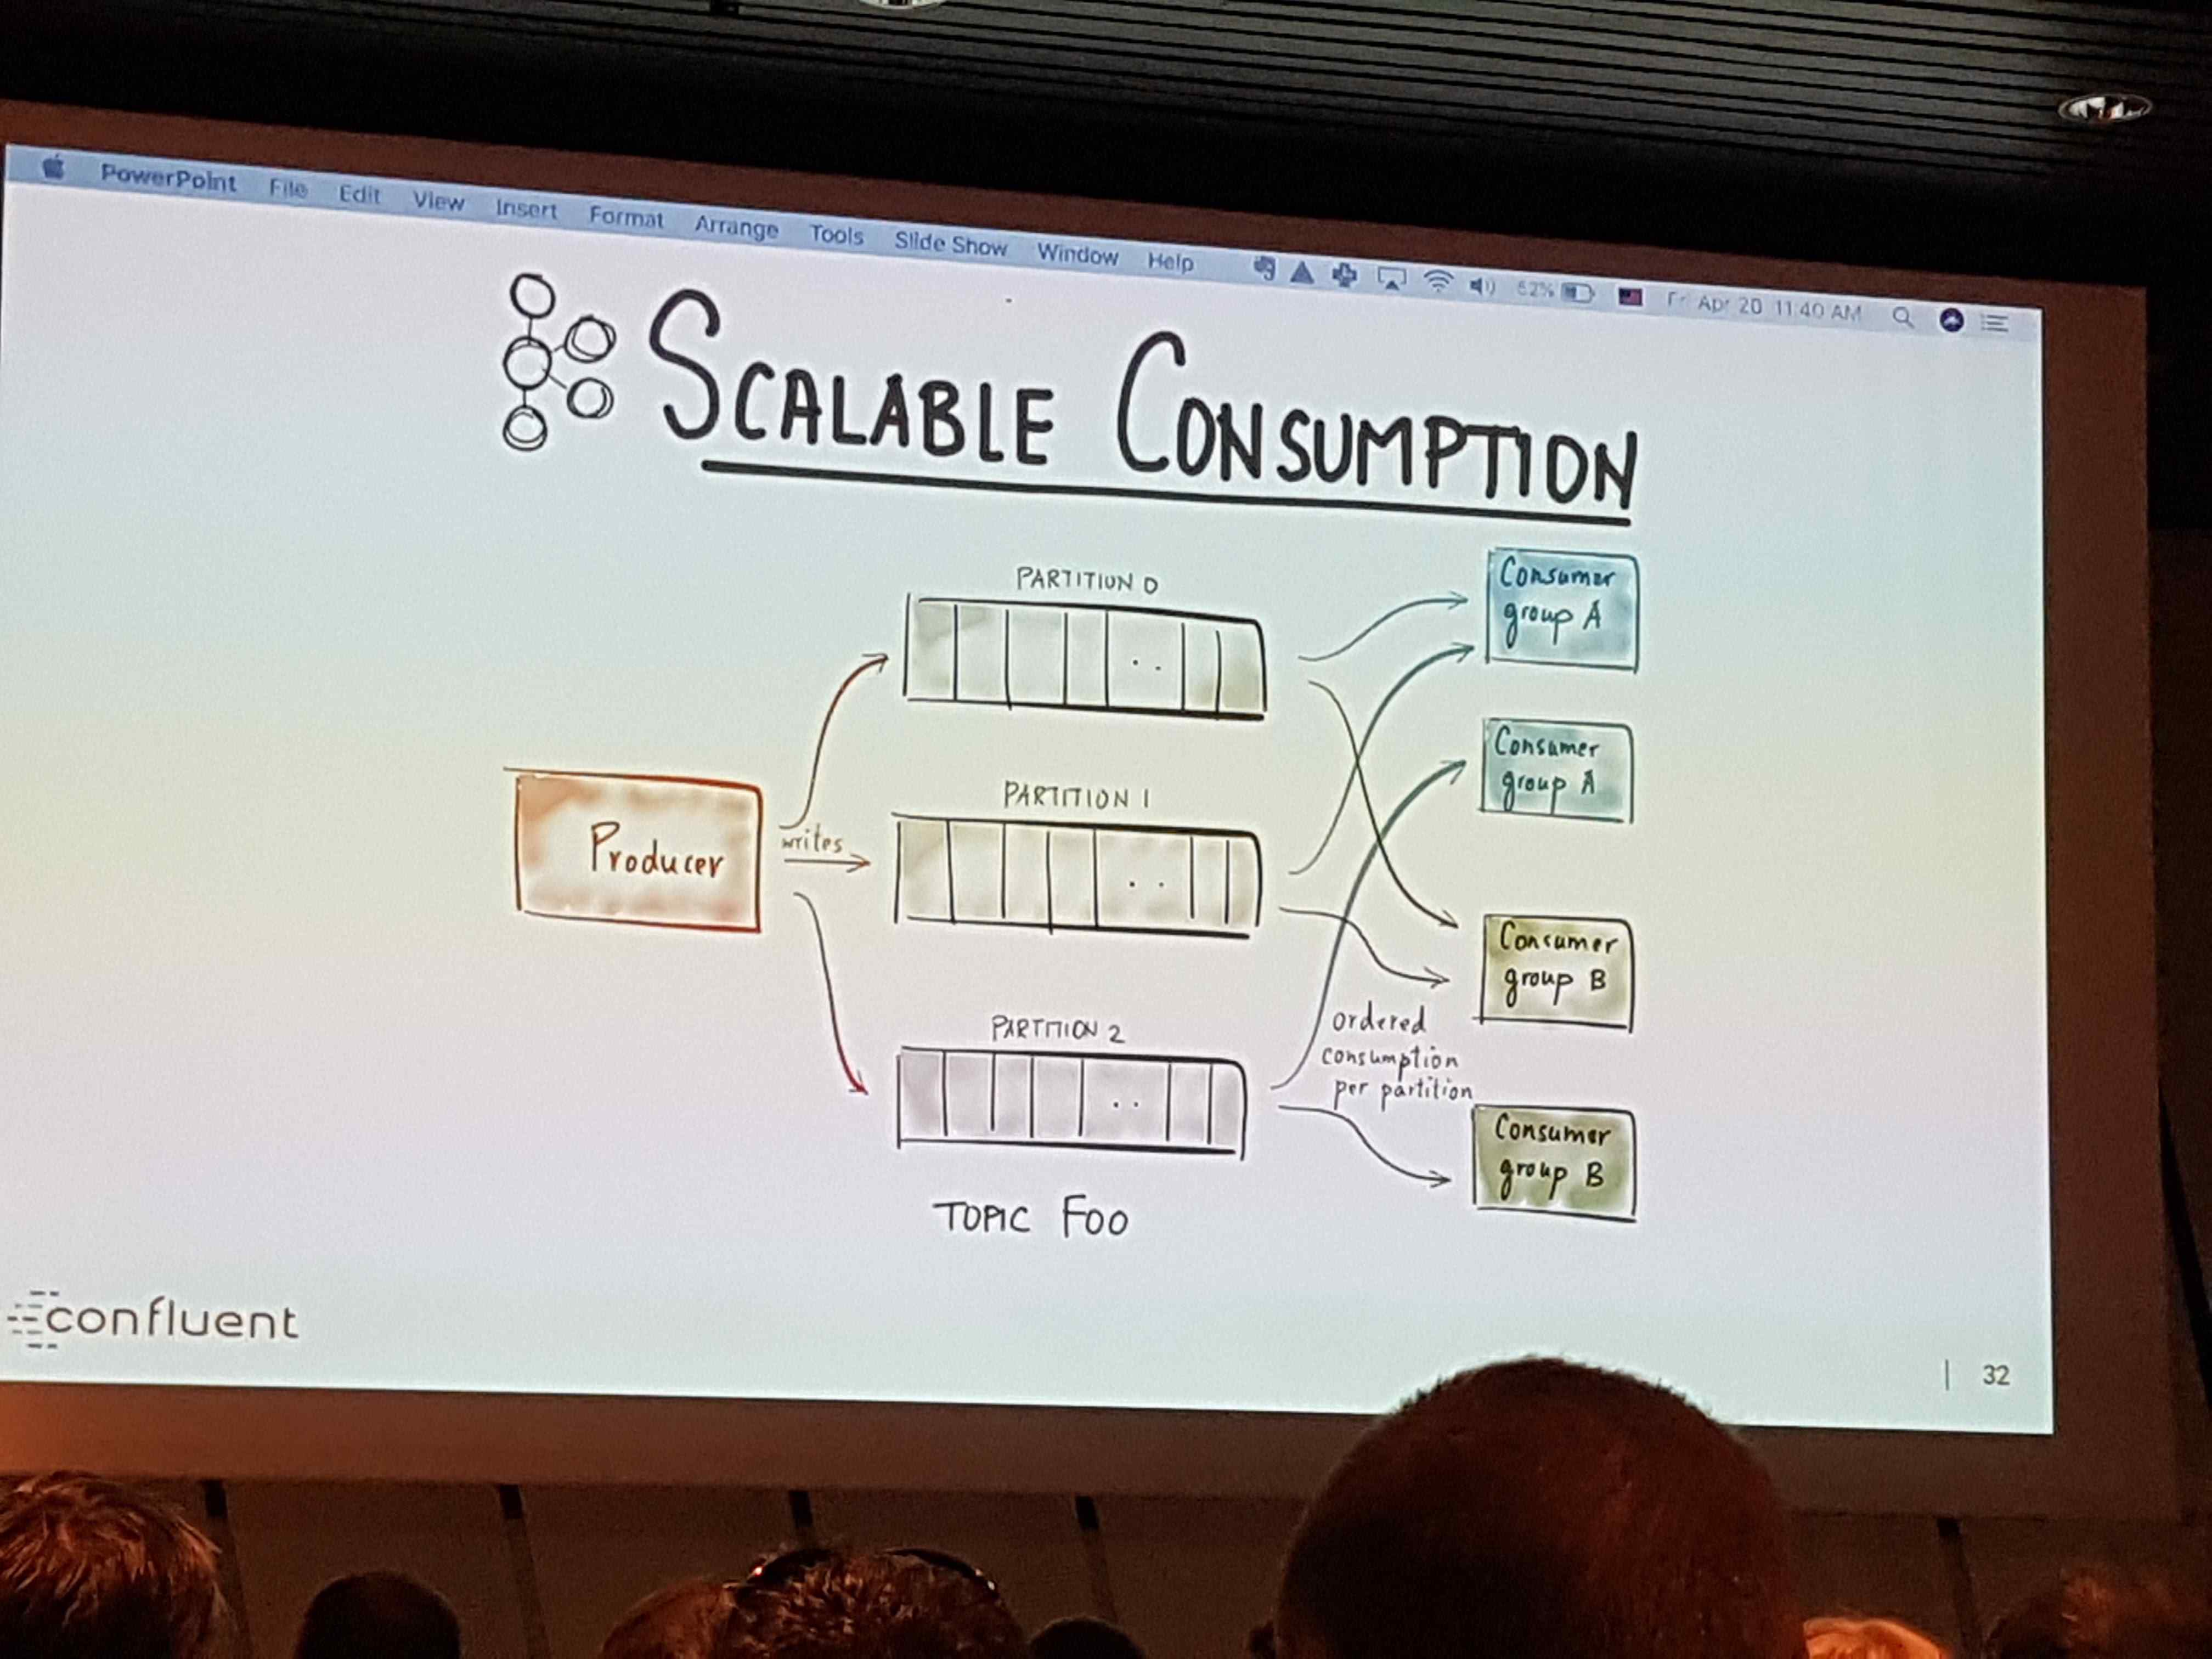 PowerPoint File Edit View Insert Format Arrange Tools Slide Show Window Help 62% Fri Apr 20 11:40 AM
SCALABLE CONSUMPTION
PARTITION 0
PARTITION 1
PARTITION 2
Producer
writes
Consumer
group A
Consumer
group A
Consumer
group B
ordered
consumption
per partition
Consumer
group B
TOPIC FOO
confluent
32